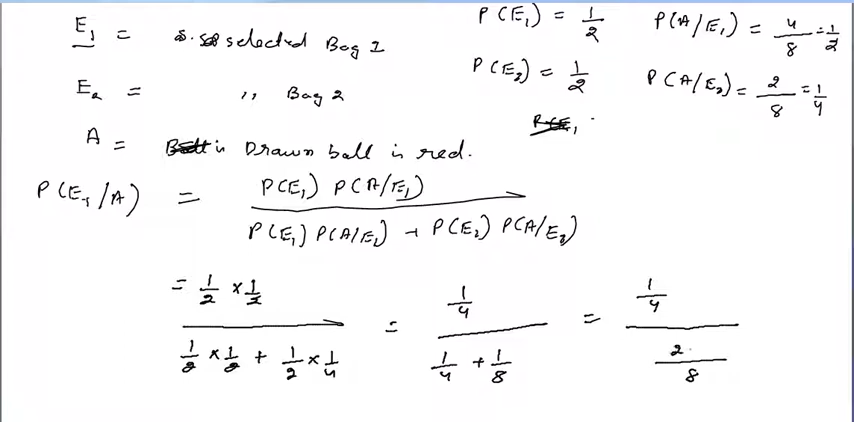 E₁ = selected Bag 1 P(E₁) = 1/2 P(A/E₁) = 4/8 = 1/2
E₂ = ,, Bag 2 P(E₂) = 1/2 P(A/E₂) = 2/8 = 1/4
A = Drawn ball is red.
P(E₁/A) = P(E₁) P(A/E₁) / P(E₁) P(A/E₁) + P(E₂) P(A/E₂)
= 1/2 × 1/2 / 1/2 × 1/2 + 1/2 × 1/4 = 1/4 / 1/4 + 1/8 = 1/4 / 2/8